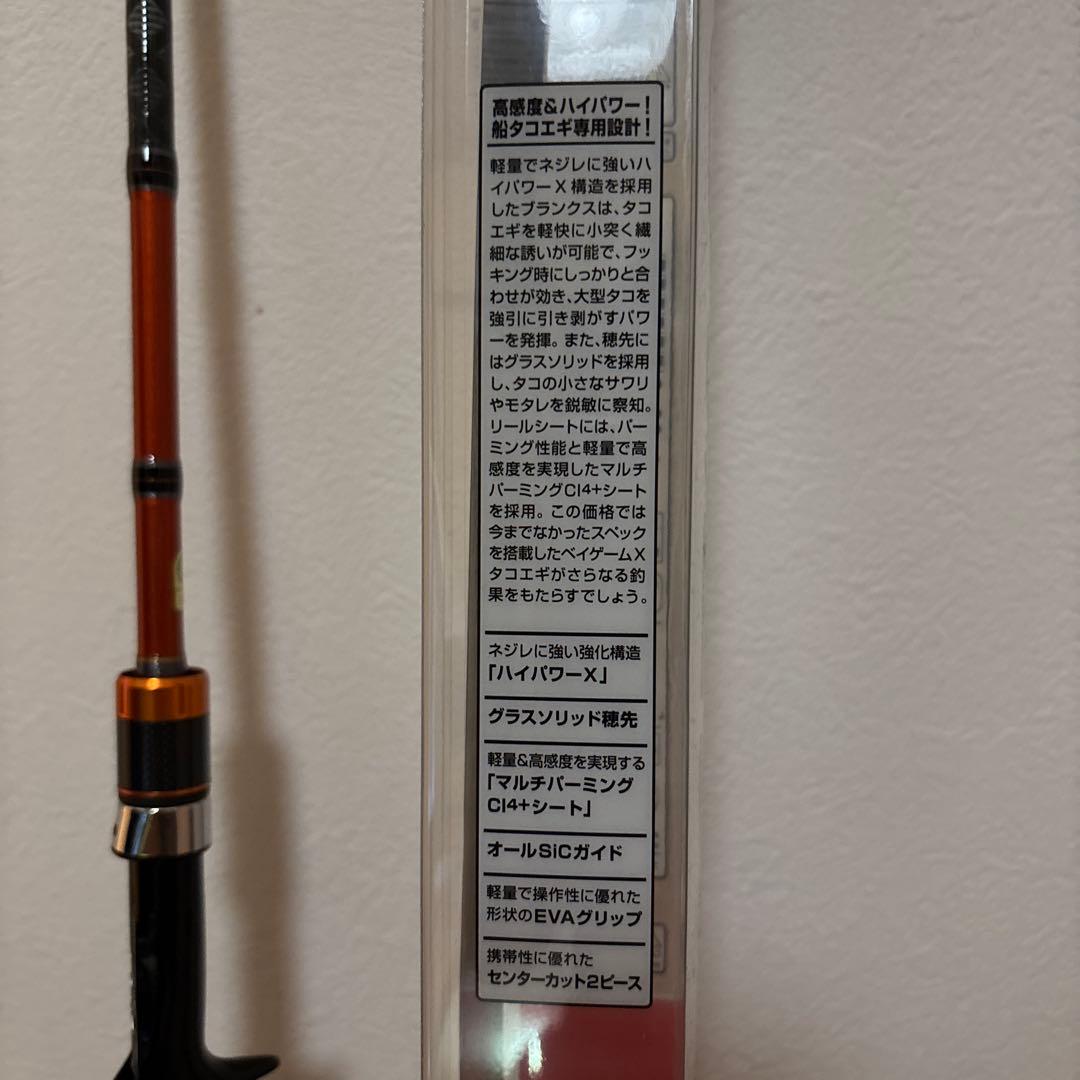 高感度&ハイパワー!
船タコエギ専用設計!
軽量でネジレに強いハ
イパワーX構造を採用
したブランクスは、タコ
エギを軽快に小突く繊
細な誘いが可能で、フッ
キング時にしっかりと合
わせが効き、大型タコを
強引に引き剥がすパワ
ーを発揮。また、穂先に
はグラスソリッドを採用
し、タコの小さなサワリ
やモタレを鋭敏に察知。
リールシートには、パー
ミング性能と軽量で高
感度を実現したマルチ
パーミングCI4+シート
を採用。この価格では
今までなかったスペック
を搭載したベイゲームX
タコエギがさらなる釣
果をもたらすでしょう。
ネジレに強い強化構造
「ハイパワーX」
グラスソリッド穂先
軽量&高感度を実現する
「マルチパーミング
CI4+シート」
オールSiCガイド
軽量で操作性に優れた
形状のEVAグリップ
携帯性に優れた
センターカット2ピース